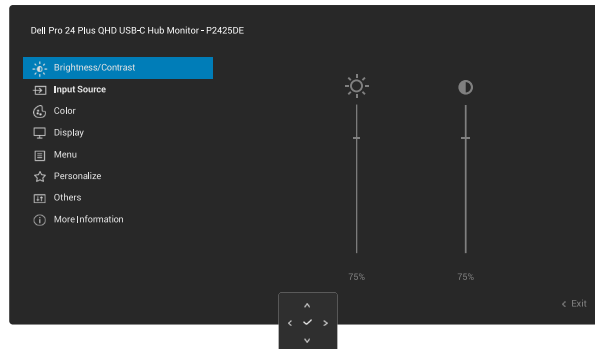 Dell Pro 24 Plus QHD USB-C Hub Monitor - P2425DE
Brightness/Contrast
Input Source
Color
Display
Menu
Personalize
Others
More Information
75% 75%
Exit